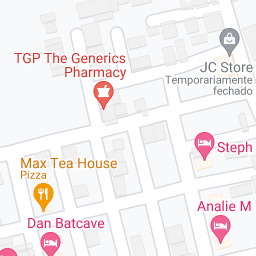 TGP The Generics
Pharmacy
JC Store
Temporariamente
fechado
Steph
Max Tea House
Pizza
Analie M
Dan Batcave